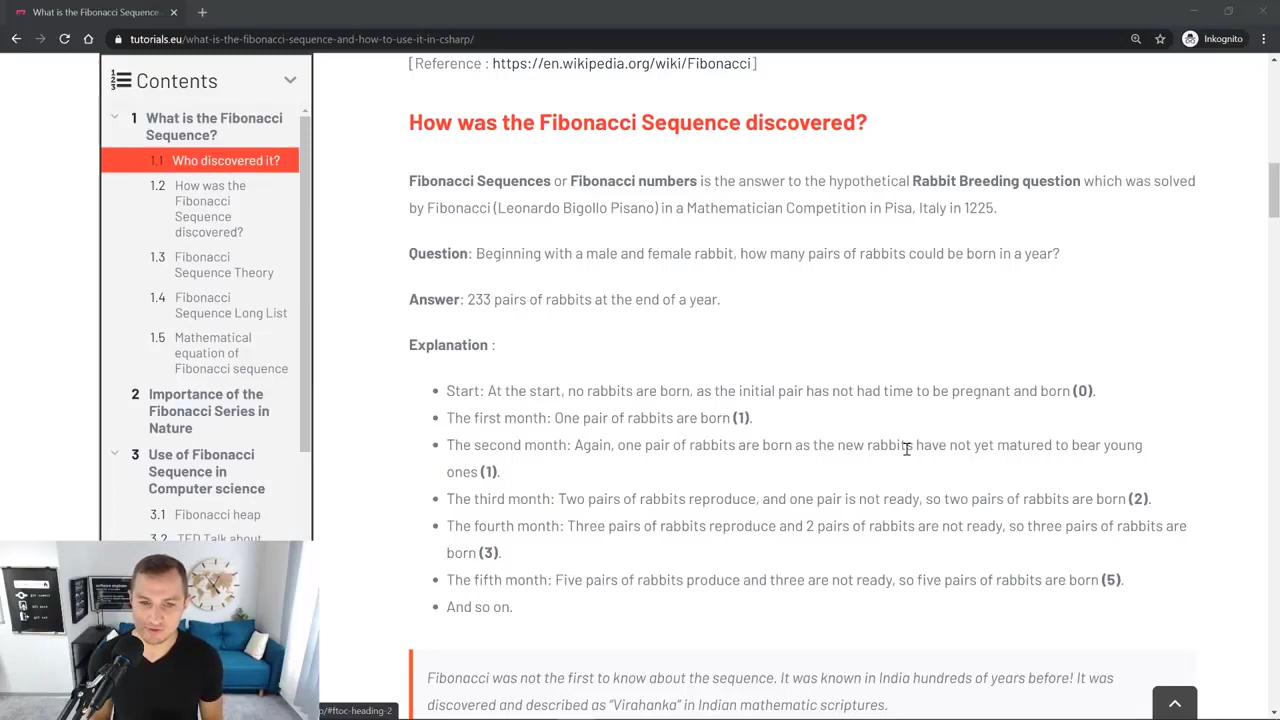 What is the Fibonacci Sequence
tutorials.eu/what-is-the-fibonacci-sequence-and-how-to-use-it-in-csharp/
Inkognito
Contents
1 What is the Fibonacci
Sequence?
1.1 Who discovered it?
1.2 How was the
Fibonacci
Sequence
discovered?
1.3 Fibonacci
Sequence Theory
1.4 Fibonacci
Sequence Long List
1.5 Mathematical
equation of
Fibonacci sequence
2 Importance of the
Fibonacci Series in
Nature
3 Use of Fibonacci
Sequence in
Computer science
3.1 Fibonacci heap
3.2 TED Talk about
[Reference : https://en.wikipedia.org/wiki/Fibonacci]
How was the Fibonacci Sequence discovered?
Fibonacci Sequences or Fibonacci numbers is the answer to the hypothetical Rabbit Breeding question which was solved
by Fibonacci (Leonardo Bigollo Pisano) in a Mathematician Competition in Pisa, Italy in 1225.
Question: Beginning with a male and female rabbit, how many pairs of rabbits could be born in a year?
Answer: 233 pairs of rabbits at the end of a year.
Explanation :
• Start: At the start, no rabbits are born, as the initial pair has not had time to be pregnant and born (0).
• The first month: One pair of rabbits are born (1).
• The second month: Again, one pair of rabbits are born as the new rabbits have not yet matured to bear young
ones (1).
• The third month: Two pairs of rabbits reproduce, and one pair is not ready, so two pairs of rabbits are born (2).
• The fourth month: Three pairs of rabbits reproduce and 2 pairs of rabbits are not ready, so three pairs of rabbits are
born (3).
• The fifth month: Five pairs of rabbits produce and three are not ready, so five pairs of rabbits are born (5).
• And so on.
Fibonacci was not the first to know about the sequence. It was known in India hundreds of years before! It was
discovered and described as “Virahanka” in Indian mathematic scriptures.
p/#ftoc-heading-2